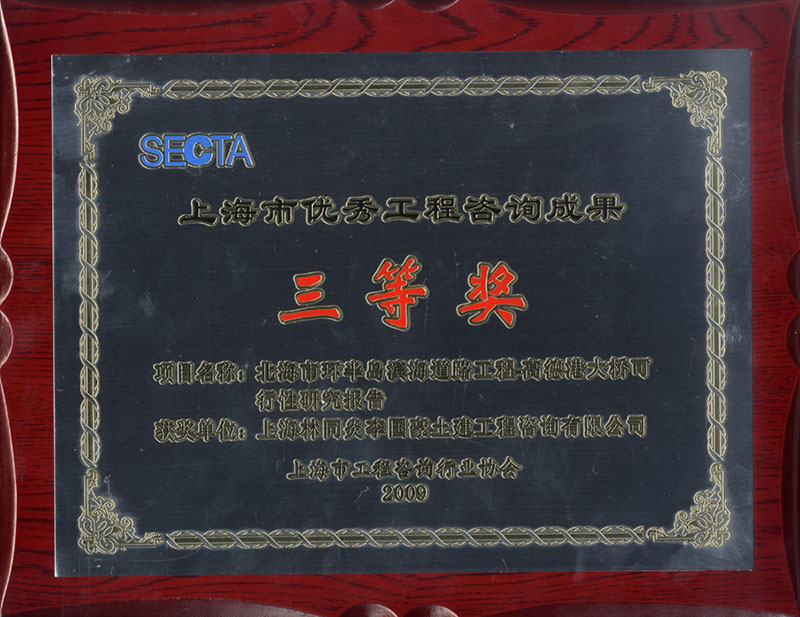 SECTA
上海市优秀工程咨询成果
三等奖
项目名称：北海市环半岛滨海道路工程-高德港大桥可
行性研究报告
获奖单位：上海林同炎李国豪土建工程咨询有限公司
上海市工程咨询行业协会
2009